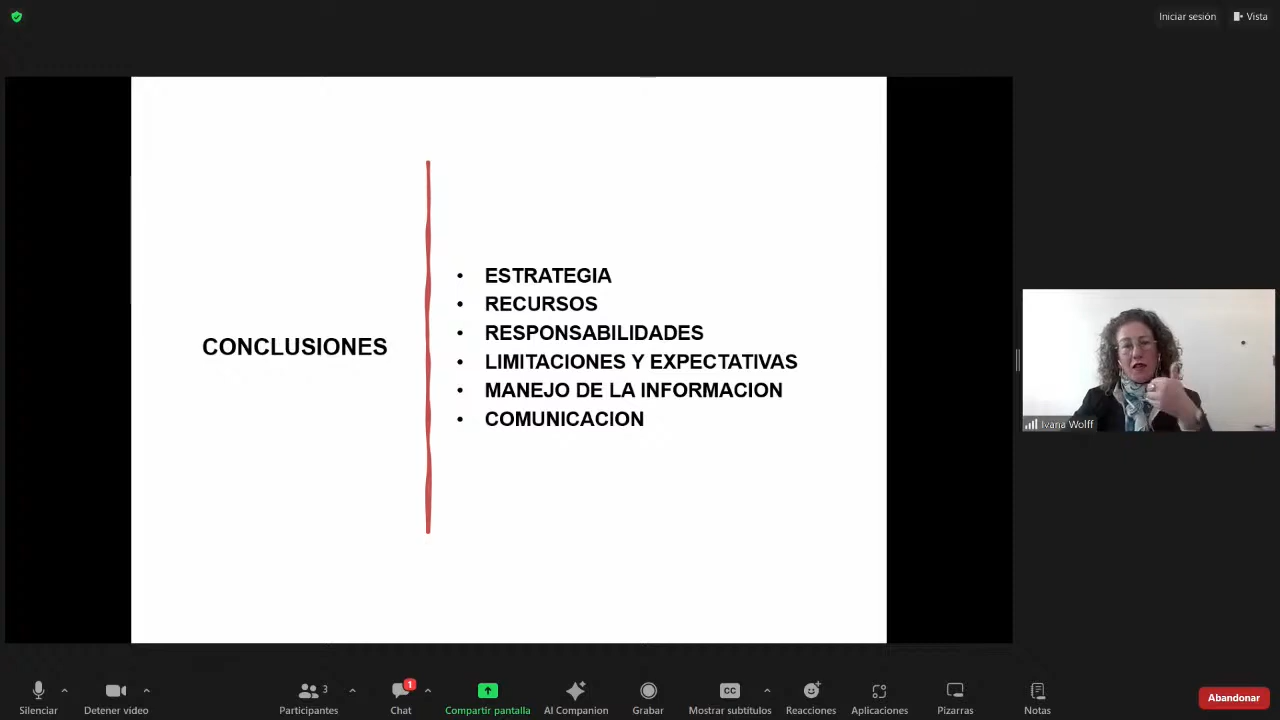 Iniciar sesión
Vista
CONCLUSIONES
• ESTRATEGIA
• RECURSOS
• RESPONSABILIDADES
• LIMITACIONES Y EXPECTATIVAS
• MANEJO DE LA INFORMACION
• COMUNICACION
Ivana Wolff
Silenciar
Detener vídeo
3
Participantes
1
Chat
Compartir pantalla
AI Companion
Grabar
CC
Mostrar subtítulos
Reacciones
Aplicaciones
Pizarras
Notas
Abandonar